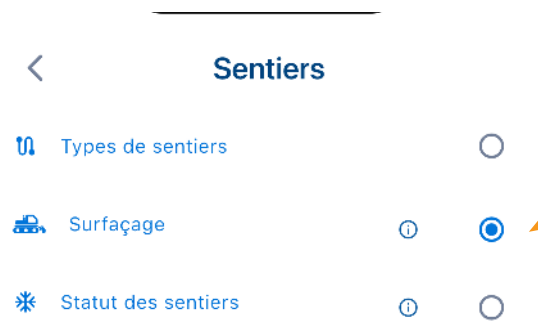 Sentiers
Types de sentiers
Surfaçage
Statut des sentiers